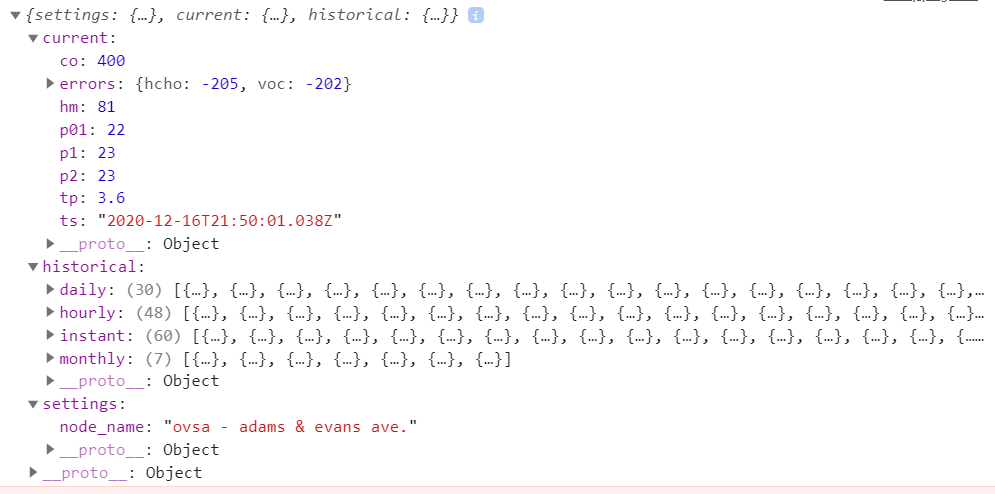 {settings: {…}, current: {…}, historical: {…}} i
current:
co: 400
errors: {hcho: -205, voc: -202}
hm: 81
p01: 22
p1: 23
p2: 23
tp: 3.6
ts: "2020-12-16T21:50:01.038Z"
__proto__: Object
historical:
daily: (30) [{…}, {…}, {…}, {…}, {…}, {…}, {…}, {…}, {…}, {…}, {…}, {…}, {…}, {…}, {…}, {…}, {…},…
hourly: (48) [{…}, {…}, {…}, {…}, {…}, {…}, {…}, {…}, {…}, {…}, {…}, {…}, {…}, {…}, {…}, {…}, {…}…
instant: (60) [{…}, {…}, {…}, {…}, {…}, {…}, {…}, {…}, {…}, {…}, {…}, {…}, {…}, {…}, {…}, {…}, {……
monthly: (7) [{…}, {…}, {…}, {…}, {…}, {…}, {…}]
__proto__: Object
settings:
node_name: "ovsa - adams & evans ave."
__proto__: Object
__proto__: Object